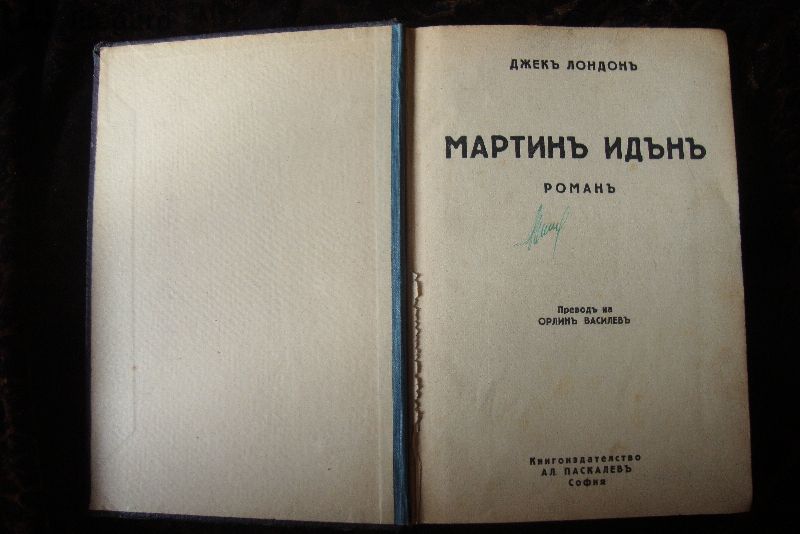 ДЖЕКЪ ЛОНДОНЪ
МАРТИНЪ ИДЪНЪ
РОМАНЪ
Преводъ на
ОРЛИНЪ ВАСИЛЕВЪ
Книгоиздателство
АЛ. ПАСКАЛЕВЪ
София